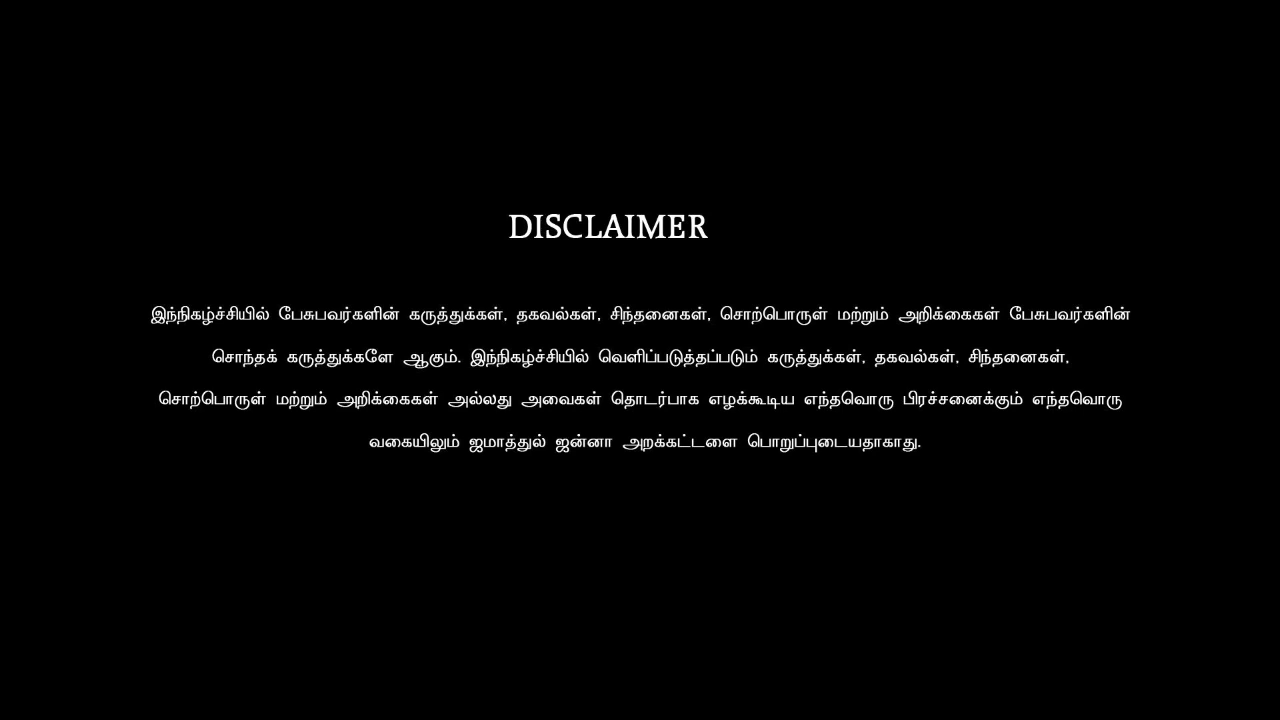 DISCLAIMER
இந்நிகழ்ச்சியில் பேசுபவர்களின் கருத்துக்கள், தகவல்கள், சிந்தனைகள், சொற்பொருள் மற்றும் அறிக்கைகள் பேசுபவர்களின்
சொந்தக் கருத்துக்களே ஆகும். இந்நிகழ்ச்சியில் வெளிப்படுத்தப்படும் கருத்துக்கள், தகவல்கள், சிந்தனைகள்,
சொற்பொருள் மற்றும் அறிக்கைகள் அல்லது அவைகள் தொடர்பாக எழக்கூடிய எந்தவொரு பிரச்சனைக்கும் எந்தவொரு
வகையிலும் ஜமாத்துல் ஜன்னா அறக்கட்டளை பொறுப்புடையதாகாது.